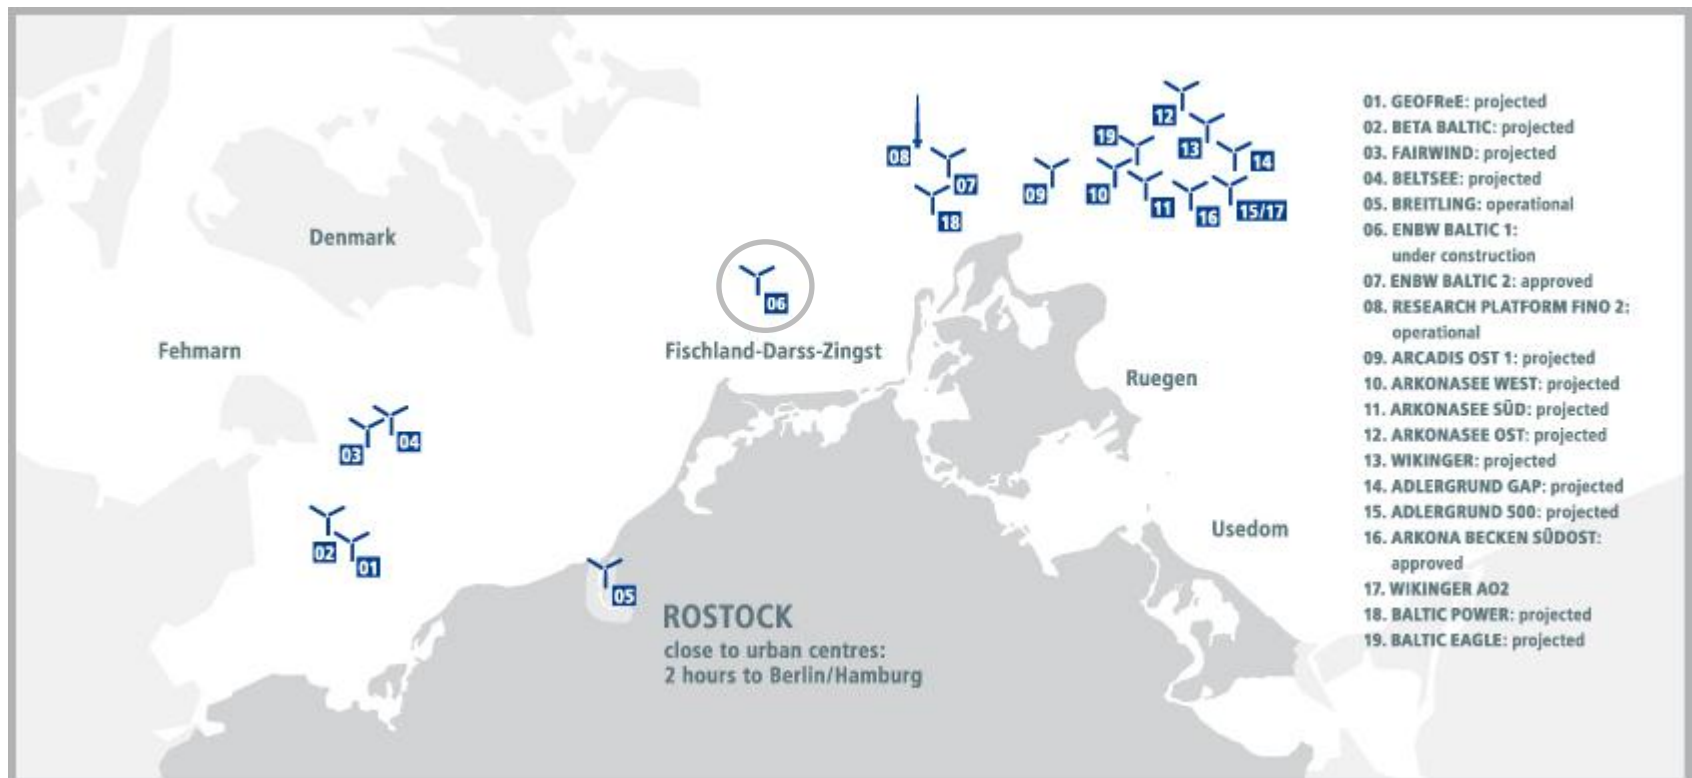 12
19
13
08
14
07
09
10
11
16
15/17
18
Denmark
06
Fehmarn
Fischland-Darss-Zingst
Ruegen
03
04
02
01
Usedom
05
ROSTOCK
close to urban centres:
2 hours to Berlin/Hamburg
01. GEOFReE: projected
02. BETA BALTIC: projected
03. FAIRWIND: projected
04. BELTSEE: projected
05. BREITLING: operational
06. ENBW BALTIC 1:
under construction
07. ENBW BALTIC 2: approved
08. RESEARCH PLATFORM FINO 2:
operational
09. ARCADIS OST 1: projected
10. ARKONASEE WEST: projected
11. ARKONASEE SÜD: projected
12. ARKONASEE OST: projected
13. WIKINGER: projected
14. ADLERGRUND GAP: projected
15. ADLERGRUND 500: projected
16. ARKONA BECKEN SÜDOST:
approved
17. WIKINGER AO2
18. BALTIC POWER: projected
19. BALTIC EAGLE: projected